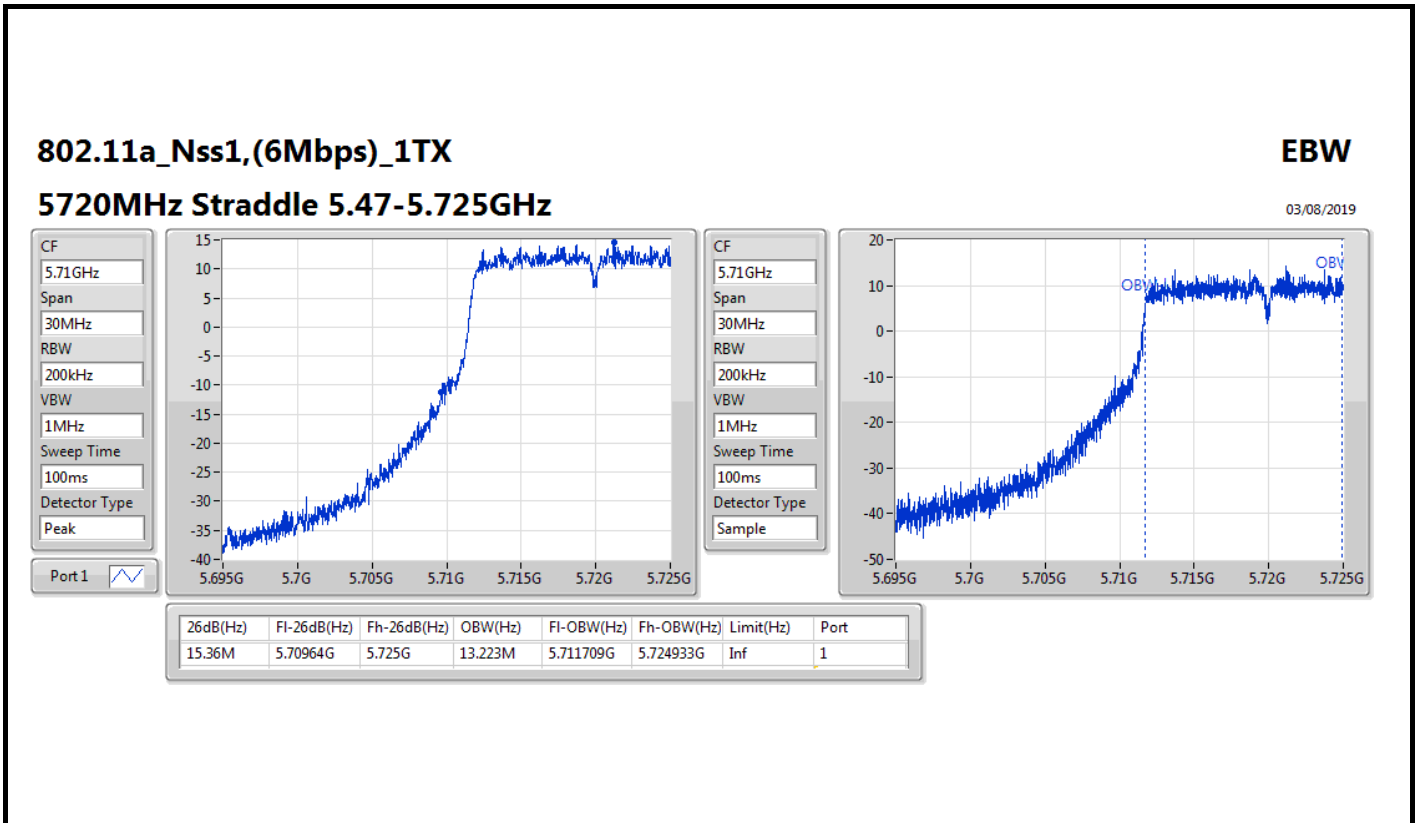 802.11a_Nss1,(6Mbps)_1TX
EBW
5720MHz Straddle 5.47-5.725GHz
03/08/2019
CF
5.71GHz
Span
30MHz
RBW
200kHz
VBW
1MHz
Sweep Time
100ms
Detector Type
Peak
Port 1
15
10
5
0
-5
-10
-15
-20
-25
-30
-35
-40
5.695G 5.7G 5.705G 5.71G 5.715G 5.72G 5.725G
CF
5.71GHz
Span
30MHz
RBW
200kHz
VBW
1MHz
Sweep Time
100ms
Detector Type
Sample
20
10
0
-10
-20
-30
-40
-50
OBW
OBW
5.695G 5.7G 5.705G 5.71G 5.715G 5.72G 5.725G
26dB(Hz) Fl-26dB(Hz) Fh-26dB(Hz) OBW(Hz) Fl-OBW(Hz) Fh-OBW(Hz) Limit(Hz) Port
15.36M 5.70964G 5.725G 13.223M 5.711709G 5.724933G Inf 1